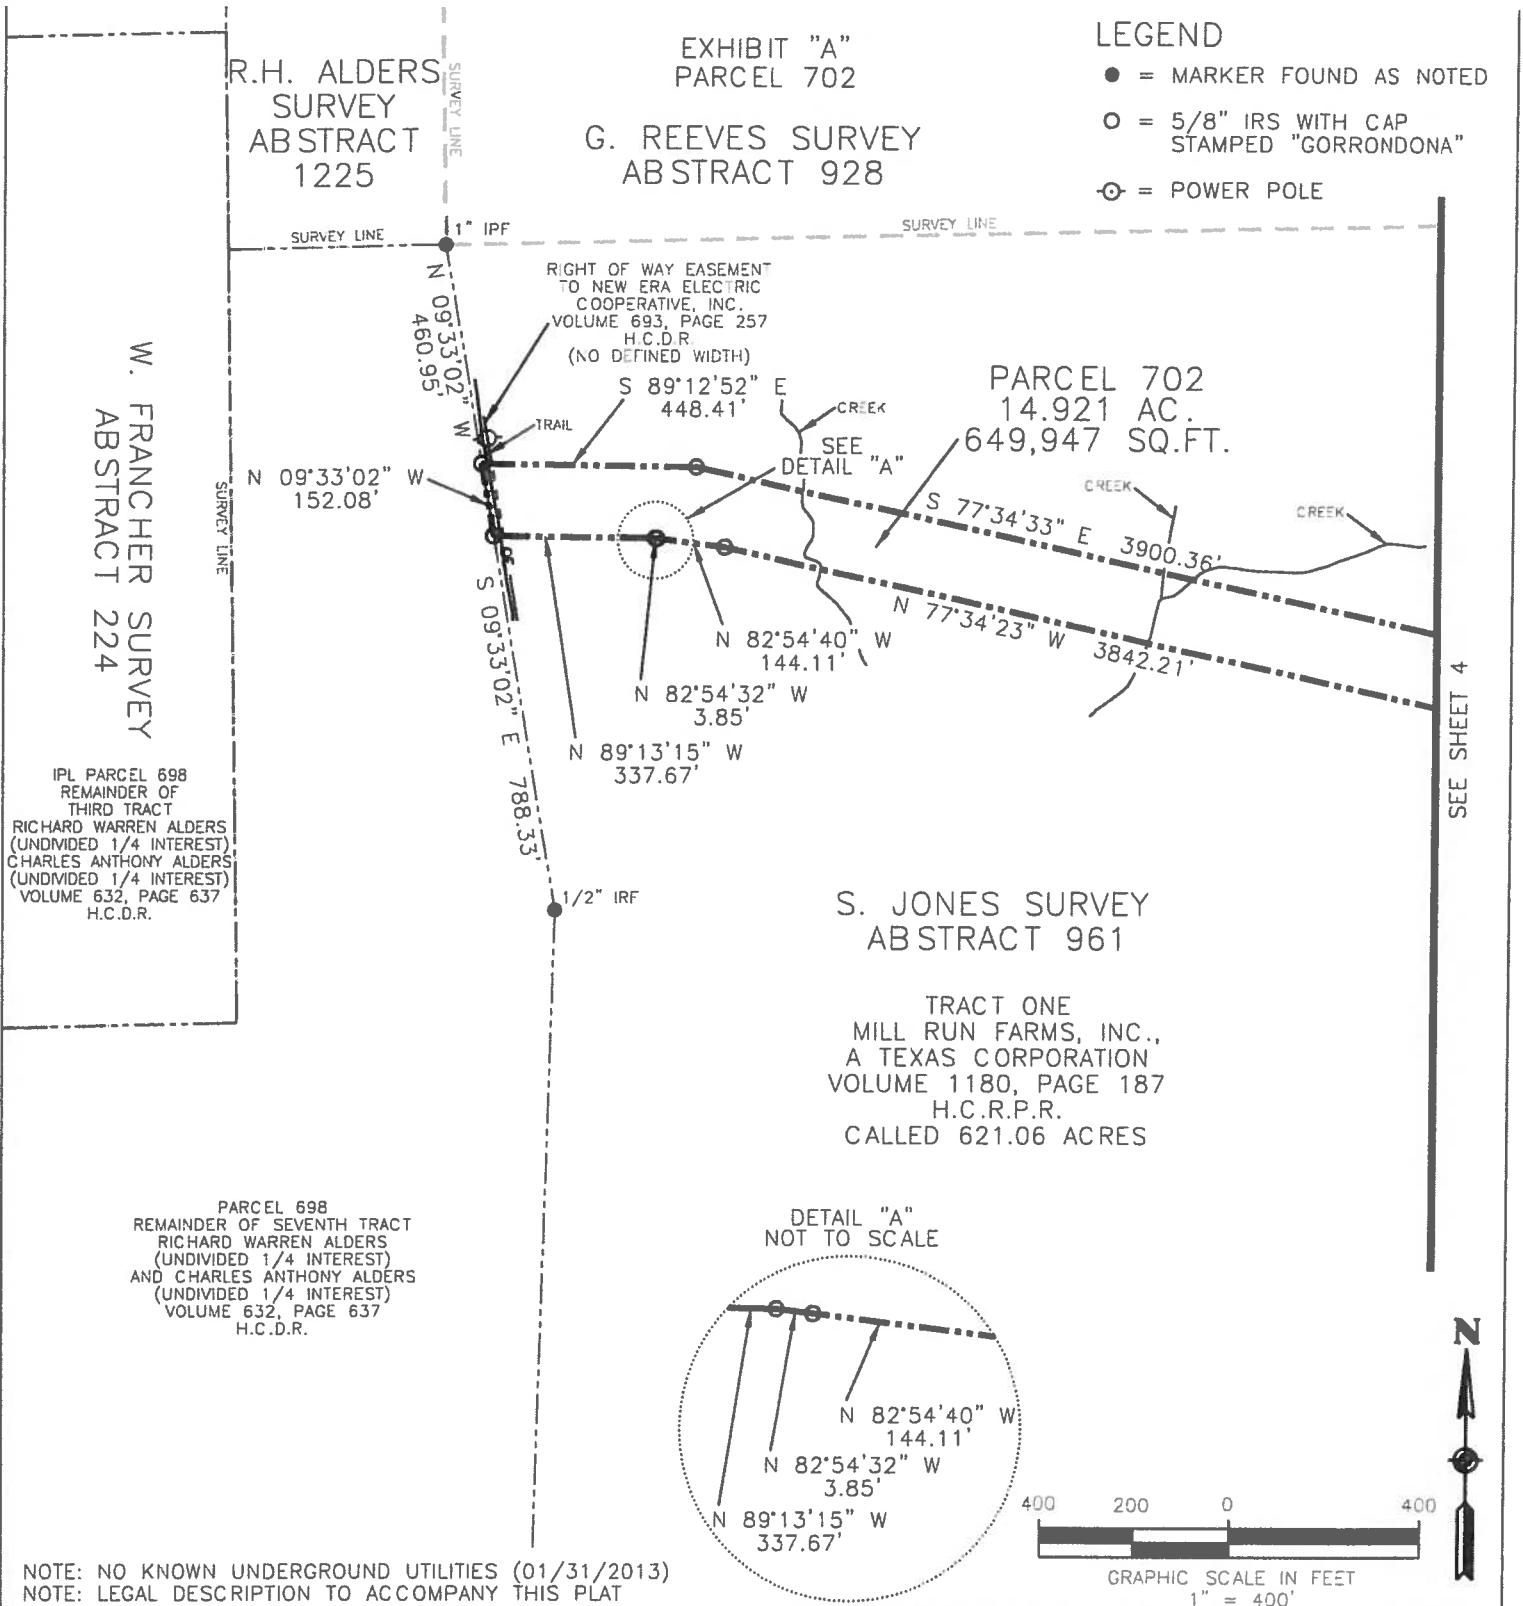 EXHIBIT "A"
PARCEL 702
LEGEND
= MARKER FOUND AS NOTED
= 5/8" IRS WITH CAP
STAMPED "GORRONDONA"
= POWER POLE
R.H. ALDERS
SURVEY
ABSTRACT
1225
SURVEY LINE
G. REEVES SURVEY
ABSTRACT 928
SURVEY LINE
1" IPF
SURVEY LINE
N 09°33'02" W
460.95'
RIGHT OF WAY EASEMENT
TO NEW ERA ELECTRIC
COOPERATIVE, INC.
VOLUME 693, PAGE 257
H.C.D.R.
(NO DEFINED WIDTH)
S 89°12'52" E
448.41'
CREEK
TRAIL
SEE
DETAIL "A"
PARCEL 702
14.921 AC.
649,947 SQ.FT.
N 09°33'02" W
152.08'
CREEK
CREEK
S 77°34'33" E 3900.36'
N 77°34'23" W 3842.21'
W. FRANCHER SURVEY
ABSTRACT 224
SURVEY LINE
N 82°54'40" W
144.11'
N 82°54'32" W
3.85'
N 89°13'15" W
337.67'
S 09°33'02" E 788.33'
SEE SHEET 4
IPL PARCEL 698
REMAINDER OF
THIRD TRACT
RICHARD WARREN ALDERS
(UNDIVIDED 1/4 INTEREST)
CHARLES ANTHONY ALDERS
(UNDIVIDED 1/4 INTEREST)
VOLUME 632, PAGE 637
H.C.D.R.
1/2" IRF
S. JONES SURVEY
ABSTRACT 961
TRACT ONE
MILL RUN FARMS, INC.,
A TEXAS CORPORATION
VOLUME 1180, PAGE 187
H.C.R.P.R.
CALLED 621.06 ACRES
PARCEL 698
REMAINDER OF SEVENTH TRACT
RICHARD WARREN ALDERS
(UNDIVIDED 1/4 INTEREST)
AND CHARLES ANTHONY ALDERS
(UNDIVIDED 1/4 INTEREST)
VOLUME 632, PAGE 637
H.C.D.R.
DETAIL "A"
NOT TO SCALE
N 82°54'40" W
144.11'
N 82°54'32" W
3.85'
N 89°13'15" W
337.67'
N
400 200 0 400
GRAPHIC SCALE IN FEET
1" = 400'
NOTE: NO KNOWN UNDERGROUND UTILITIES (01/31/2013)
NOTE: LEGAL DESCRIPTION TO ACCOMPANY THIS PLAT